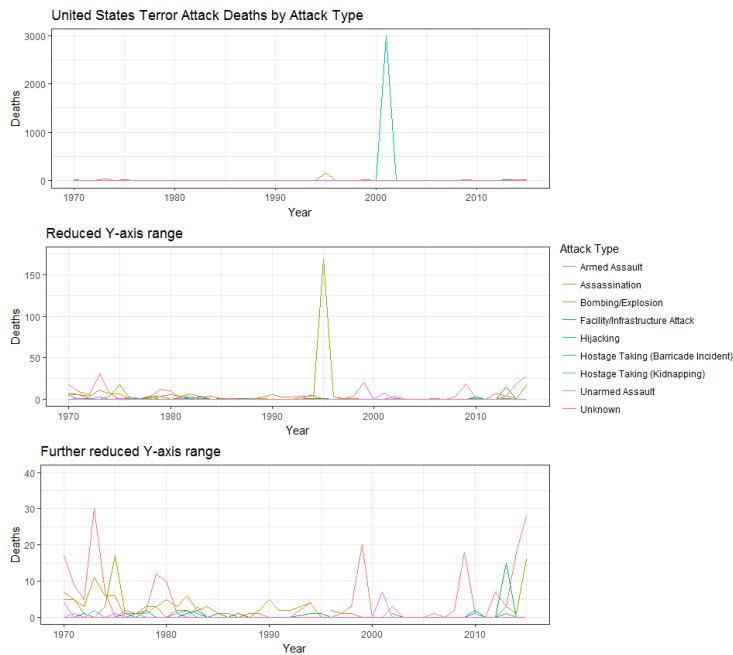 United States Terror Attack Deaths by Attack Type
3000
2000
1000
0
Deaths
1970 1980 1990 2000 2010
Year
Reduced Y-axis range
150
100
50
0
Deaths
1970 1980 1990 2000 2010
Year
Attack Type
Armed Assault
Assassination
Bombing/Explosion
Facility/Infrastructure Attack
Hijacking
Hostage Taking (Barricade Incident)
Hostage Taking (Kidnapping)
Unarmed Assault
Unknown
Further reduced Y-axis range
40
30
20
10
0
Deaths
1970 1980 1990 2000 2010
Year